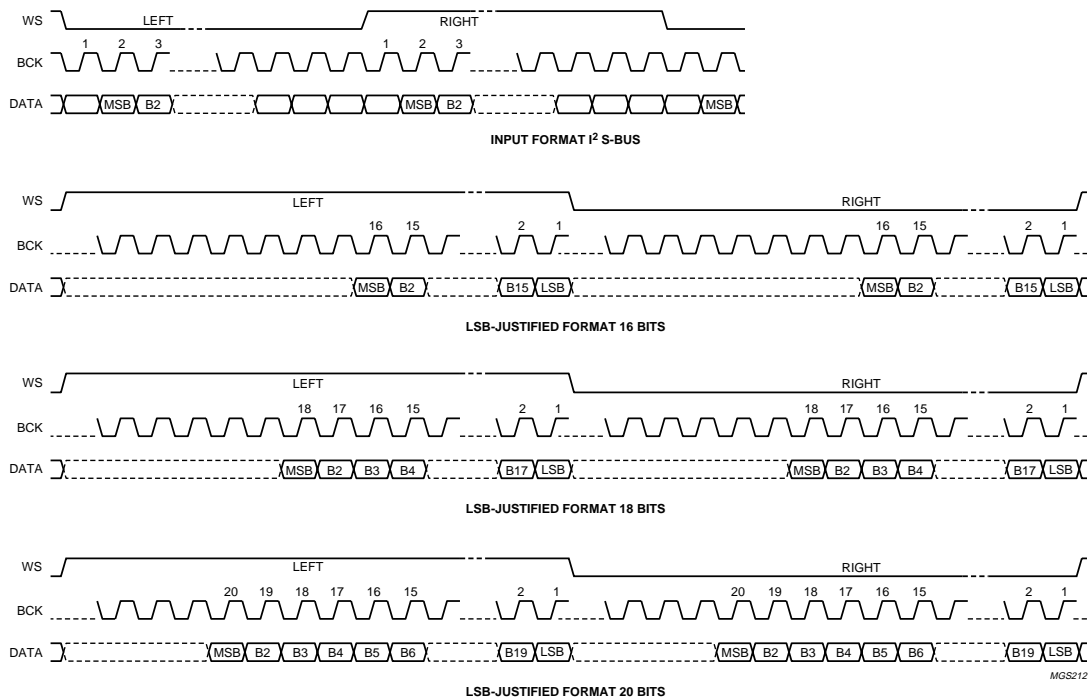 WS LEFT RIGHT
1 2 3 1 2 3
BCK
DATA MSB B2 MSB B2 MSB
INPUT FORMAT I² S-BUS
WS LEFT RIGHT
16 15 2 1 16 15 2 1
BCK
DATA MSB B2 B15 LSB MSB B2 B15 LSB
LSB-JUSTIFIED FORMAT 16 BITS
WS LEFT RIGHT
18 17 16 15 2 1 18 17 16 15 2 1
BCK
DATA MSB B2 B3 B4 B17 LSB MSB B2 B3 B4 B17 LSB
LSB-JUSTIFIED FORMAT 18 BITS
WS LEFT RIGHT
20 19 18 17 16 15 2 1 20 19 18 17 16 15 2 1
BCK
DATA MSB B2 B3 B4 B5 B6 B19 LSB MSB B2 B3 B4 B5 B6 B19 LSB
MGS212
LSB-JUSTIFIED FORMAT 20 BITS